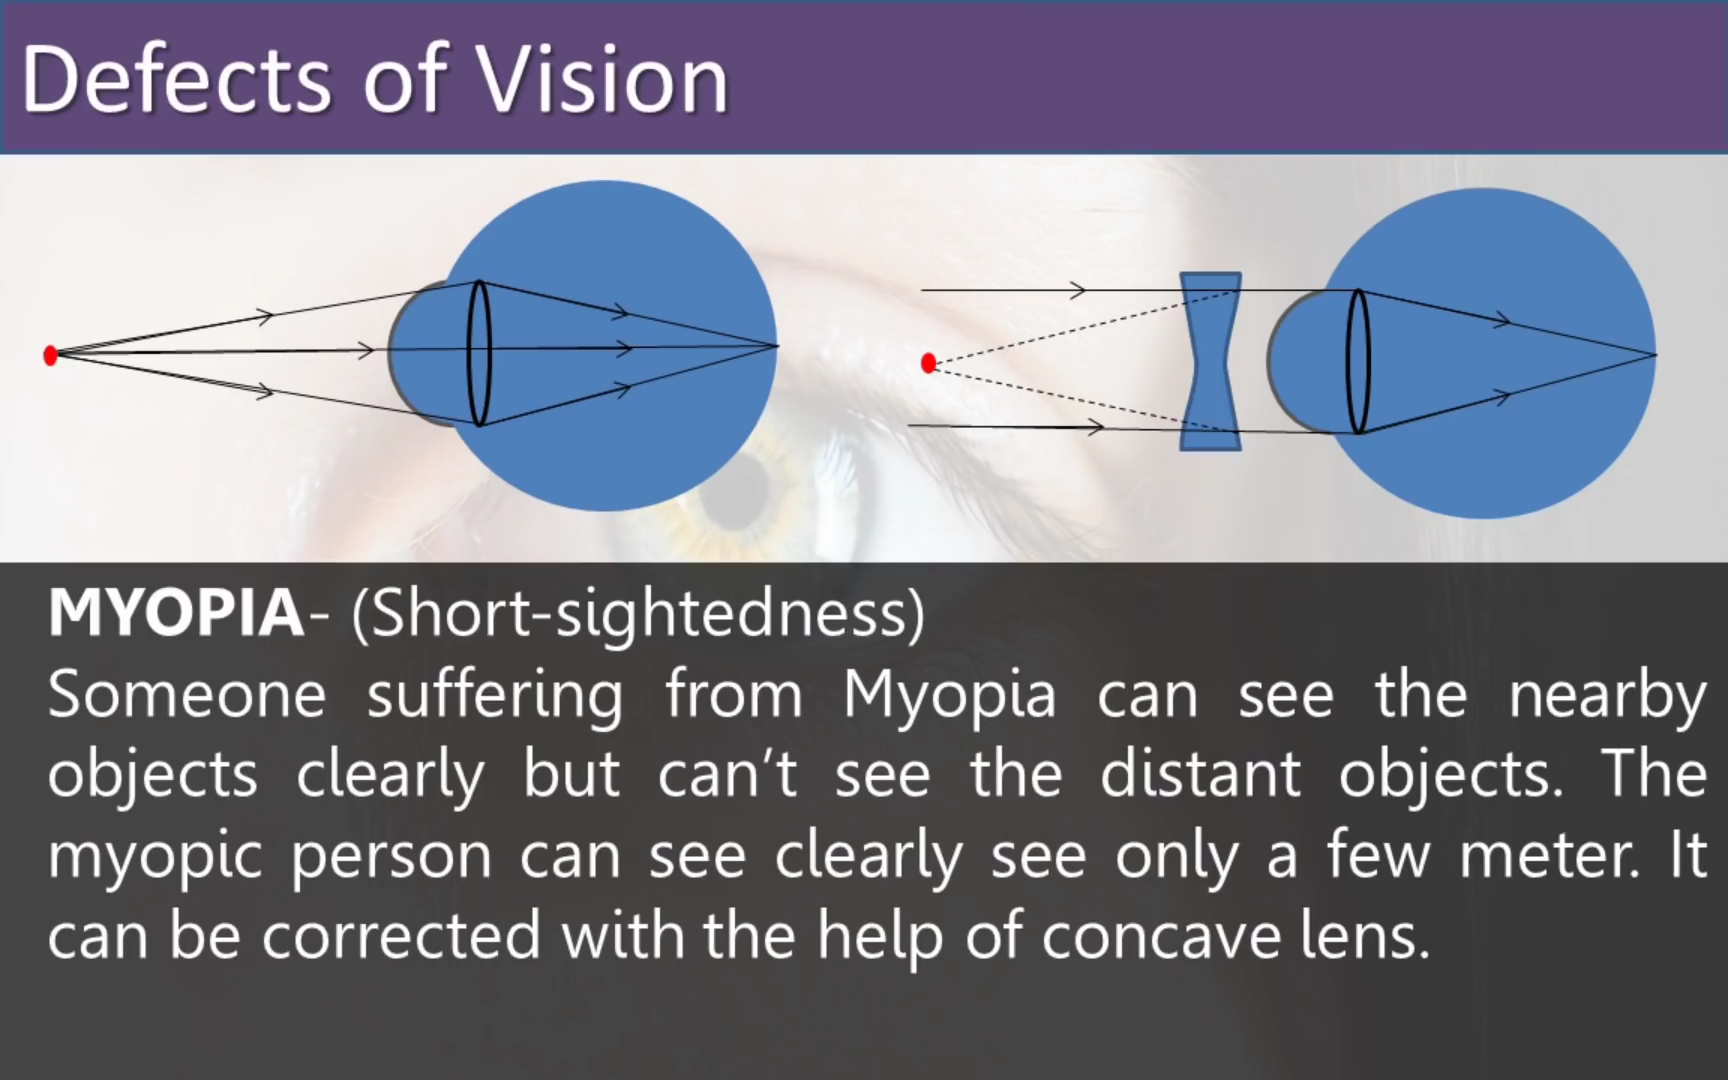 Defects of Vision
MYOPIA- (Short-sightedness)
Someone suffering from Myopia can see the nearby
objects clearly but can’t see the distant objects. The
myopic person can see clearly see only a few meter. It
can be corrected with the help of concave lens.